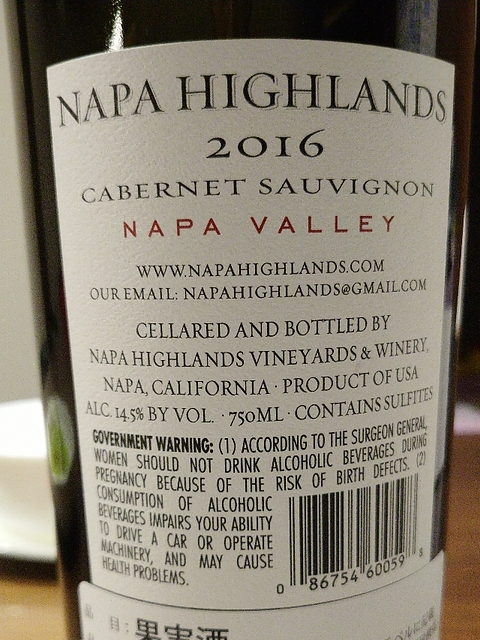 NAPA HIGHLANDS
2016
CABERNET SAUVIGNON
NAPA VALLEY
WWW.NAPAHIGHLANDS.COM
OUR EMAIL: NAPAHIGHLANDS@GMAIL.COM
CELLARED AND BOTTLED BY
NAPA HIGHLANDS VINEYARDS & WINERY,
NAPA, CALIFORNIA · PRODUCT OF USA
ALC. 14.5% BY VOL. · 750ML · CONTAINS SULFITES
GOVERNMENT WARNING: (1) ACCORDING TO THE SURGEON GENERAL,
WOMEN SHOULD NOT DRINK ALCOHOLIC BEVERAGES DURING
PREGNANCY BECAUSE OF THE RISK OF BIRTH DEFECTS. (2)
CONSUMPTION OF ALCOHOLIC
BEVERAGES IMPAIRS YOUR ABILITY
TO DRIVE A CAR OR OPERATE
MACHINERY, AND MAY CAUSE
HEALTH PROBLEMS.
0 86754 60059 8
品 目: 果実酒